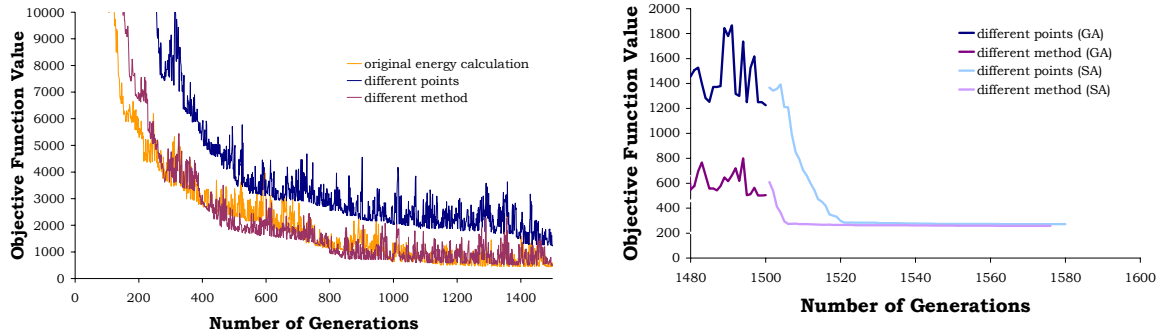 Objective Function Value
10000
9000
8000
7000
6000
5000
4000
3000
2000
1000
0
0 200 400 600 800 1000 1200 1400
Number of Generations
original energy calculation
different points
different method
Objective Function Value
2000
1800
1600
1400
1200
1000
800
600
400
200
0
1480 1500 1520 1540 1560 1580 1600
Number of Generations
different points (GA)
different method (GA)
different points (SA)
different method (SA)